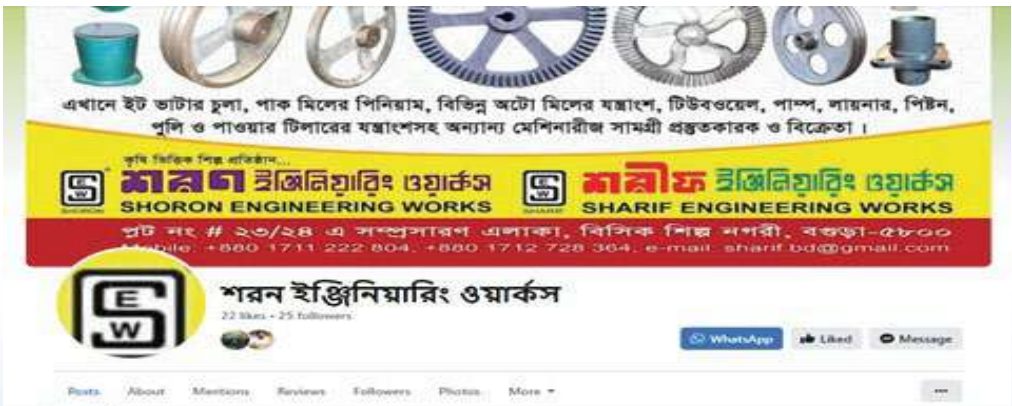 এখানে ইট ভাটার চুলা, পাক মিলের পিনিয়াম, বিভিন্ন অটো মিলের যন্ত্রাংশ, টিউবওয়েল, পাম্প, লায়নার, পিষ্টন,
পুলি ও পাওয়ার টিলারের যন্ত্রাংশসহ অন্যান্য মেশিনারীজ সামগ্রী প্রস্তুতকারক ও বিক্রেতা ।
কৃষি ভিত্তিক শিল্প প্রতিষ্ঠান...
E S W শরণ ইঞ্জিনিয়ারিং ওয়ার্কস E S W শরীফ ইঞ্জিনিয়ারিং ওয়ার্কস
SHORON SHORON ENGINEERING WORKS SHARIF SHARIF ENGINEERING WORKS
প্লট নং # ২৩/২৪ এ সম্প্রসারণ এলাকা, বিসিক শিল্প নগরী, বগুড়া-৫৮০০
Mobile: +880 1711 222 804, +880 1712 728 364, e-mail: sharif.bd@gmail.com
E S W শরন ইঞ্জিনিয়ারিং ওয়ার্কস
22 likes • 25 followers
WhatsApp Liked Message
Posts About Mentions Reviews Followers Photos More